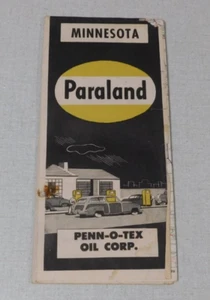 MINNESOTA
Paraland
PENN-O-TEX
OIL CORP.